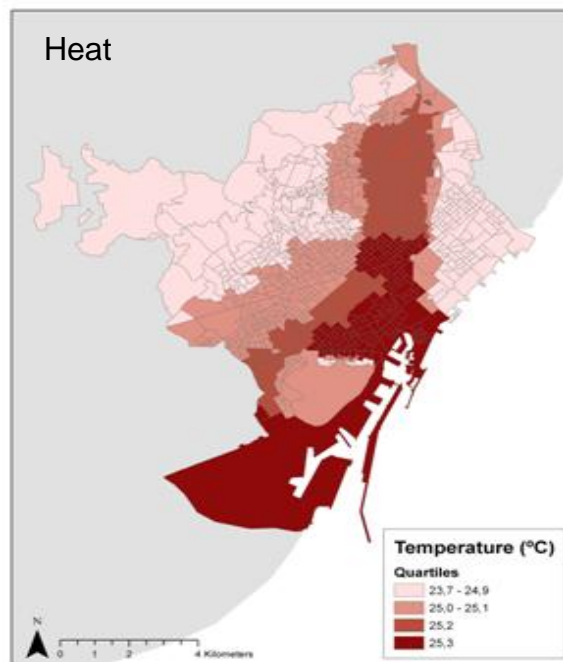 Heat
Temperature (ºC)
Quartiles
23,7 - 24,9
25,0 - 25,1
25,2
25,3
N
0 1 2 4 Kilometers